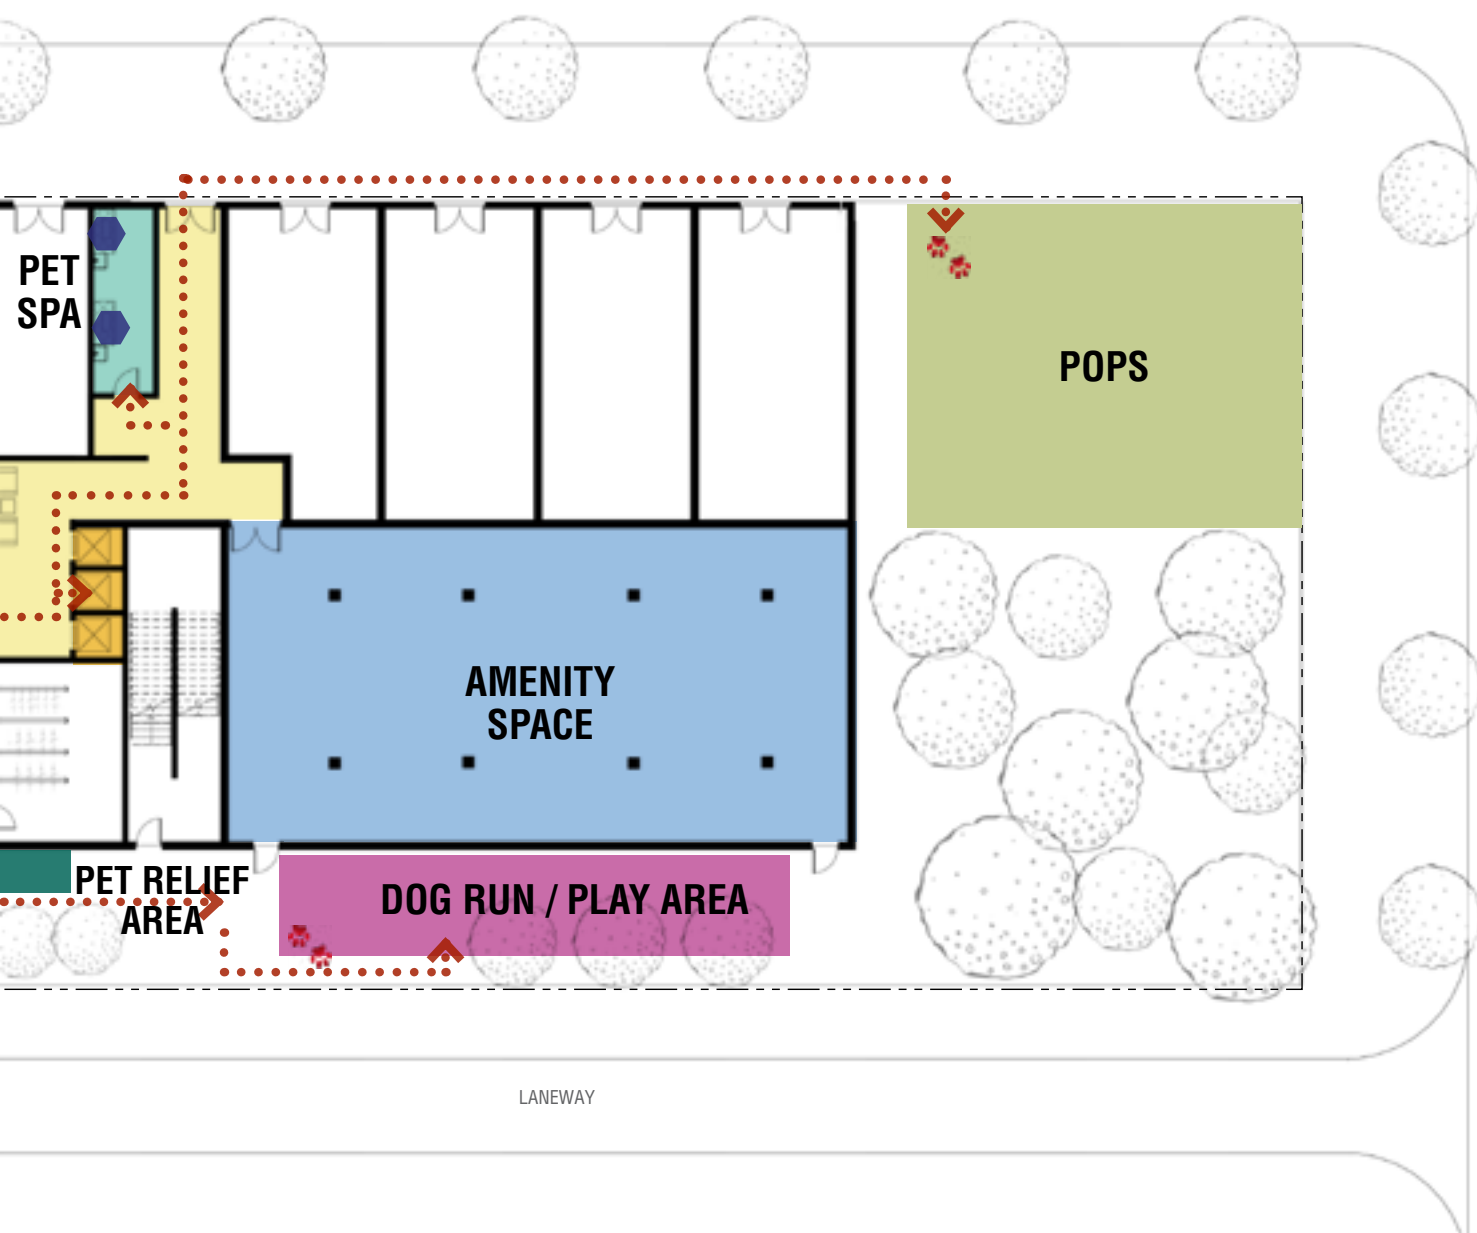 PET
SPA
POPS
AMENITY
SPACE
PET RELIEF
AREA
DOG RUN / PLAY AREA
LANEWAY